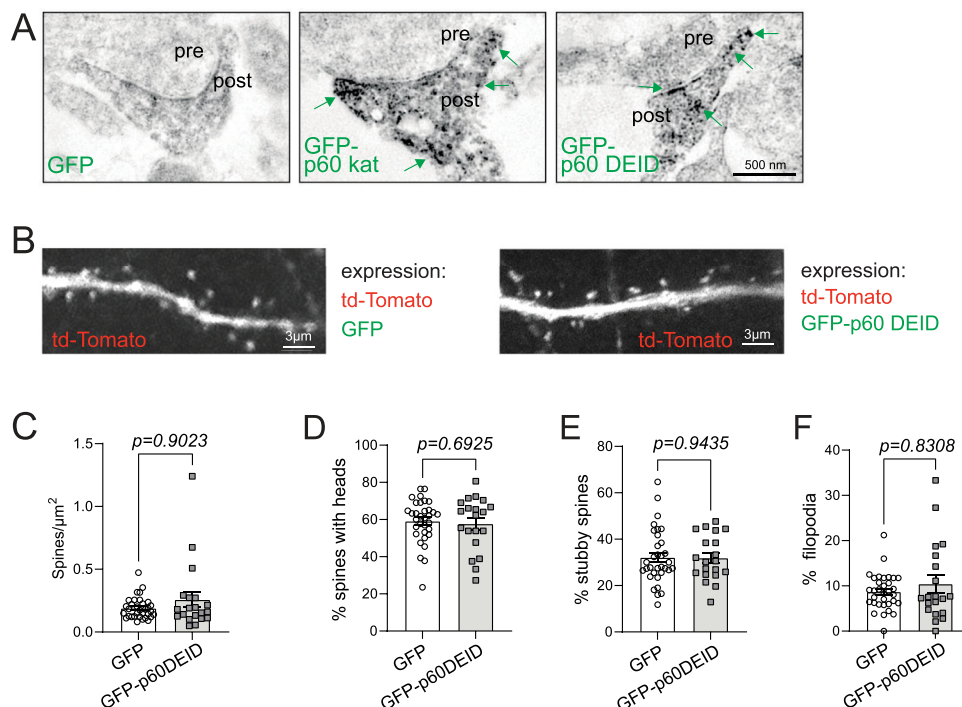 A
pre
post
GFP
pre
post
GFP-
p60 kat
pre
post
GFP-
p60 DEID
500 nm
B
td-Tomato
3µm
expression:
td-Tomato
GFP
td-Tomato
3µm
expression:
td-Tomato
GFP-p60 DEID
C
p=0.9023
Spines/µm²
1.5
1.0
0.5
0.0
GFP
GFP-p60DEID
D
p=0.6925
% spines with heads
100
80
60
40
20
0
GFP
GFP-p60DEID
E
p=0.9435
% stubby spines
80
60
40
20
0
GFP
GFP-p60DEID
F
p=0.8308
% filopodia
40
30
20
10
0
GFP
GFP-p60DEID